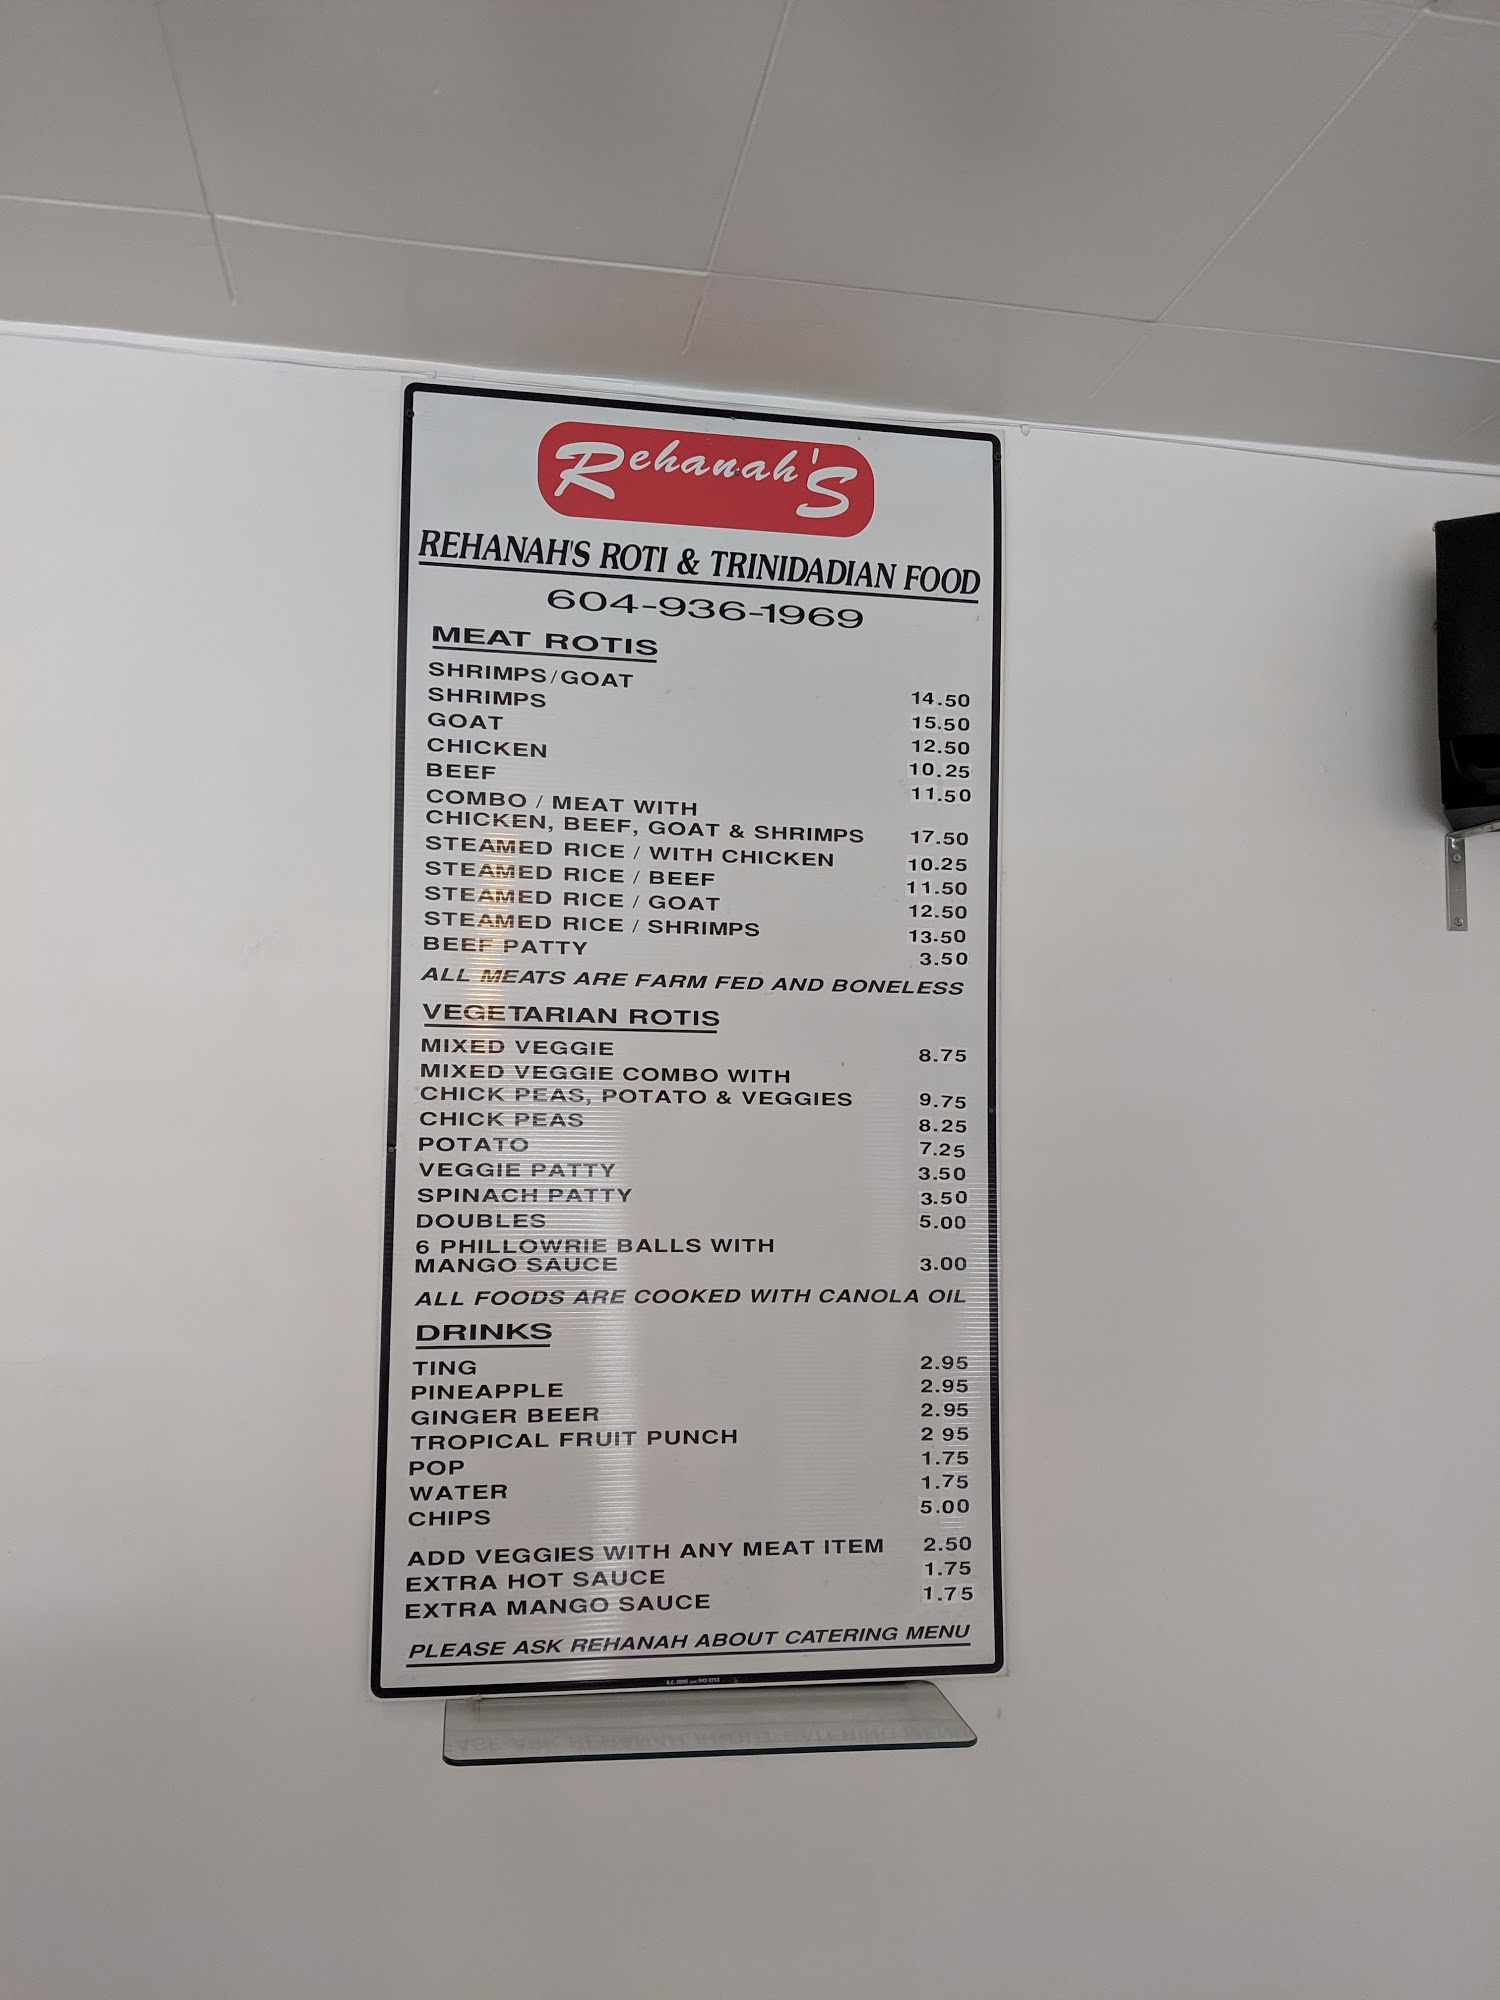 Rehanah'S
REHANAH'S ROTI & TRINIDADIAN FOOD
604-936-1969
MEAT ROTIS
SHRIMPS/GOAT 14.50
SHRIMPS 15.50
GOAT 12.50
CHICKEN 10.25
BEEF 11.50
COMBO / MEAT WITH
CHICKEN, BEEF, GOAT & SHRIMPS 17.50
STEAMED RICE / WITH CHICKEN 10.25
STEAMED RICE / BEEF 11.50
STEAMED RICE / GOAT 12.50
STEAMED RICE / SHRIMPS 13.50
BEEF PATTY 3.50
ALL MEATS ARE FARM FED AND BONELESS
VEGETARIAN ROTIS
MIXED VEGGIE 8.75
MIXED VEGGIE COMBO WITH
CHICK PEAS, POTATO & VEGGIES 9.75
CHICK PEAS 8.25
POTATO 7.25
VEGGIE PATTY 3.50
SPINACH PATTY 3.50
DOUBLES 5.00
6 PHILLOWRIE BALLS WITH
MANGO SAUCE 3.00
ALL FOODS ARE COOKED WITH CANOLA OIL
DRINKS
TING 2.95
PINEAPPLE 2.95
GINGER BEER 2.95
TROPICAL FRUIT PUNCH 2 95
POP 1.75
WATER 1.75
CHIPS 5.00
ADD VEGGIES WITH ANY MEAT ITEM 2.50
EXTRA HOT SAUCE 1.75
EXTRA MANGO SAUCE 1.75
PLEASE ASK REHANAH ABOUT CATERING MENU